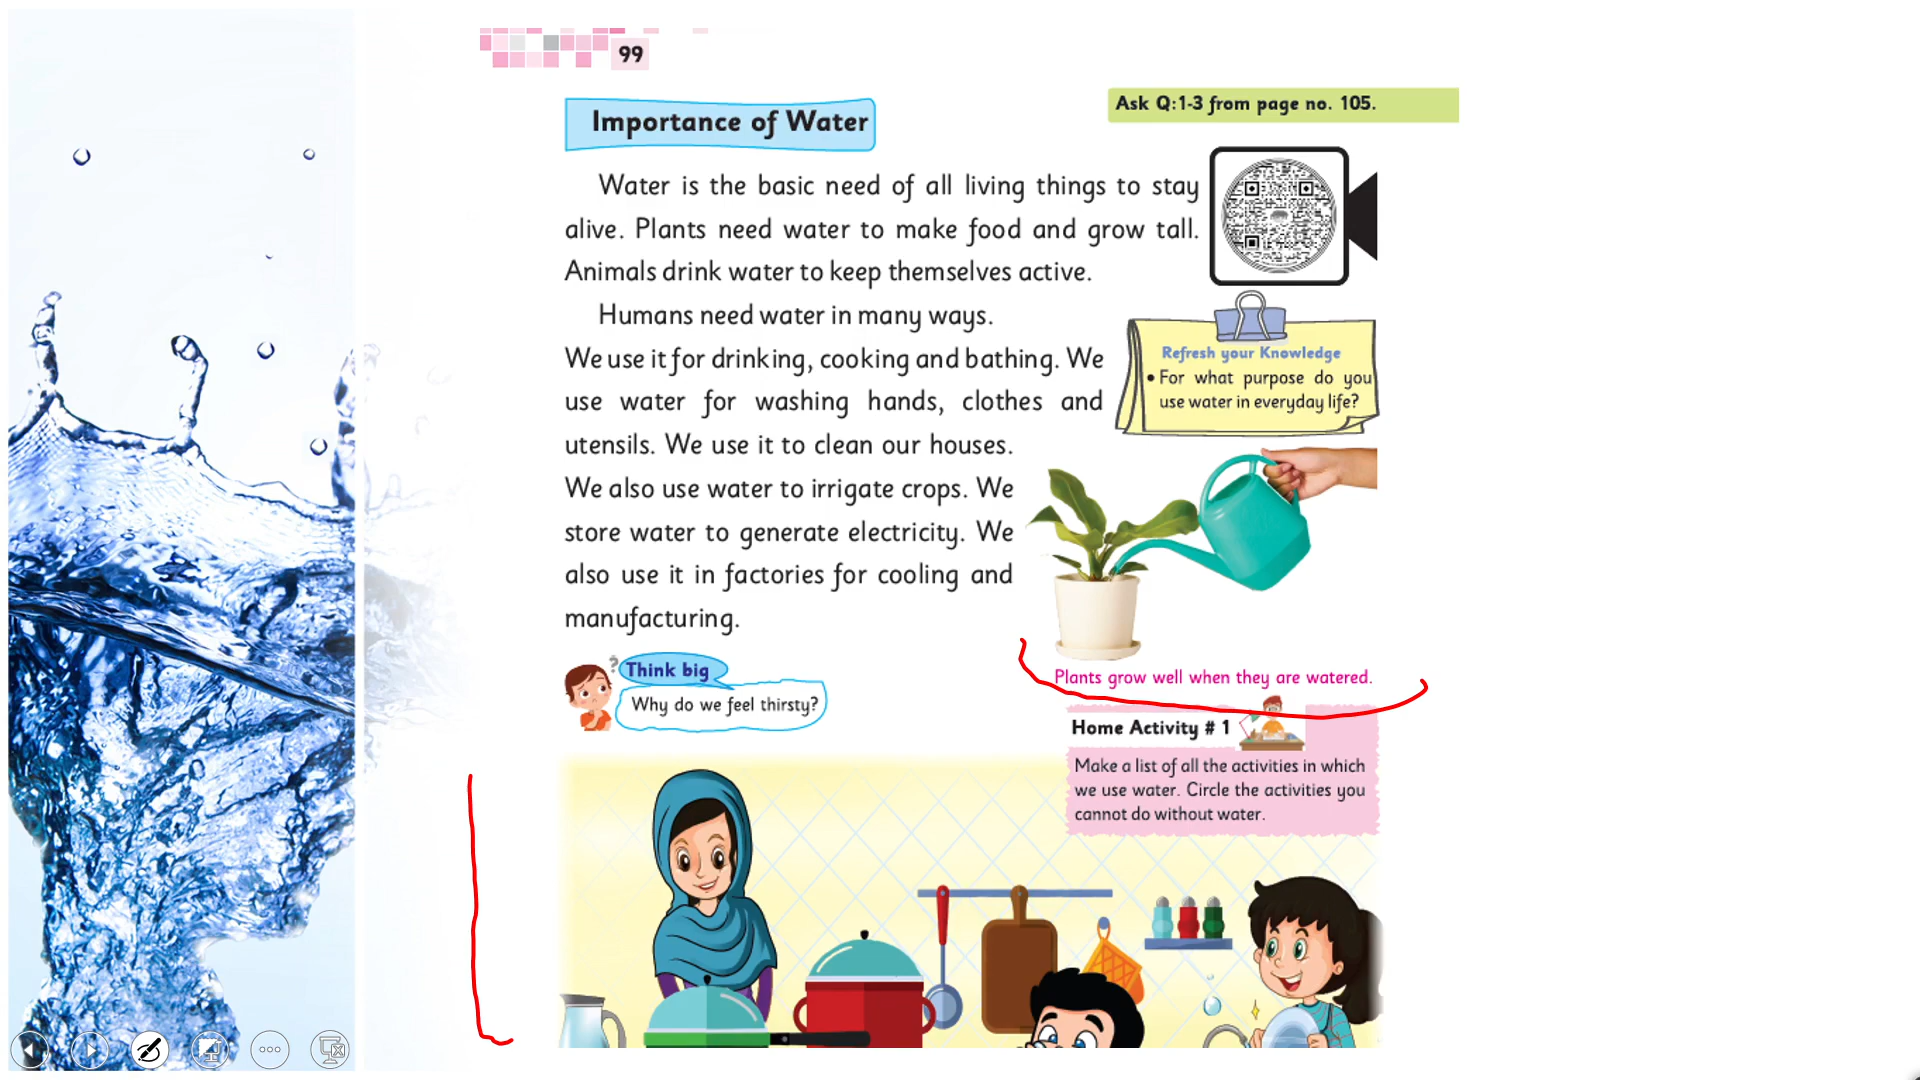 99
Ask Q:1-3 from page no. 105.
Importance of Water
Water is the basic need of all living things to stay
alive. Plants need water to make food and grow tall.
Animals drink water to keep themselves active.
Humans need water in many ways.
We use it for drinking, cooking and bathing. We
use water for washing hands, clothes and
utensils. We use it to clean our houses.
We also use water to irrigate crops. We
store water to generate electricity. We
also use it in factories for cooling and
manufacturing.
Refresh your Knowledge
• For what purpose do you
use water in everyday life?
Plants grow well when they are watered.
?
Think big
Why do we feel thirsty?
Home Activity # 1
Make a list of all the activities in which
we use water. Circle the activities you
cannot do without water.